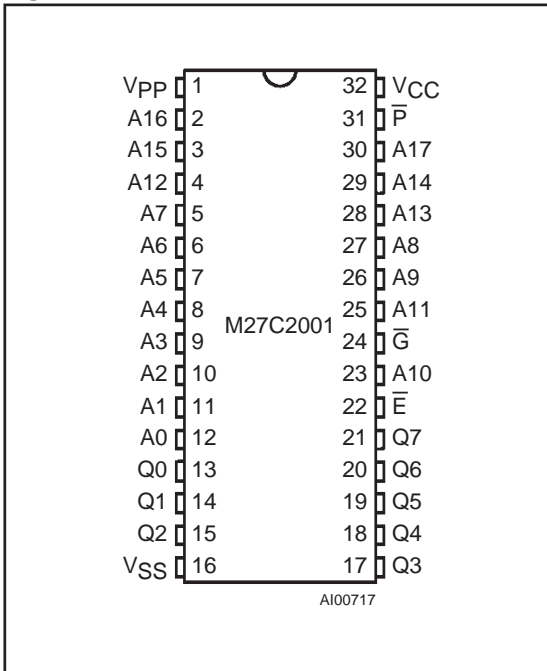 VPP 1 32 VCC
A16 2 31 P̅
A15 3 30 A17
A12 4 29 A14
A7 5 28 A13
A6 6 27 A8
A5 7 26 A9
A4 8 25 A11
M27C2001
A3 9 24 G̅
A2 10 23 A10
A1 11 22 E̅
A0 12 21 Q7
Q0 13 20 Q6
Q1 14 19 Q5
Q2 15 18 Q4
VSS 16 17 Q3
AI00717